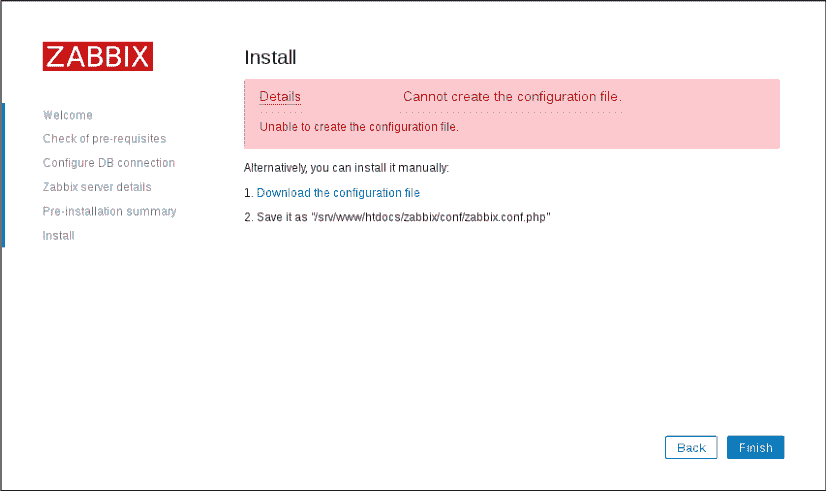 ZABBIX
Welcome
Check of pre-requisites
Configure DB connection
Zabbix server details
Pre-installation summary
Install
Install
Details Cannot create the configuration file.
Unable to create the configuration file.
Alternatively, you can install it manually:
1. Download the configuration file
2. Save it as "/srv/www/htdocs/zabbix/conf/zabbix.conf.php"
Back Finish